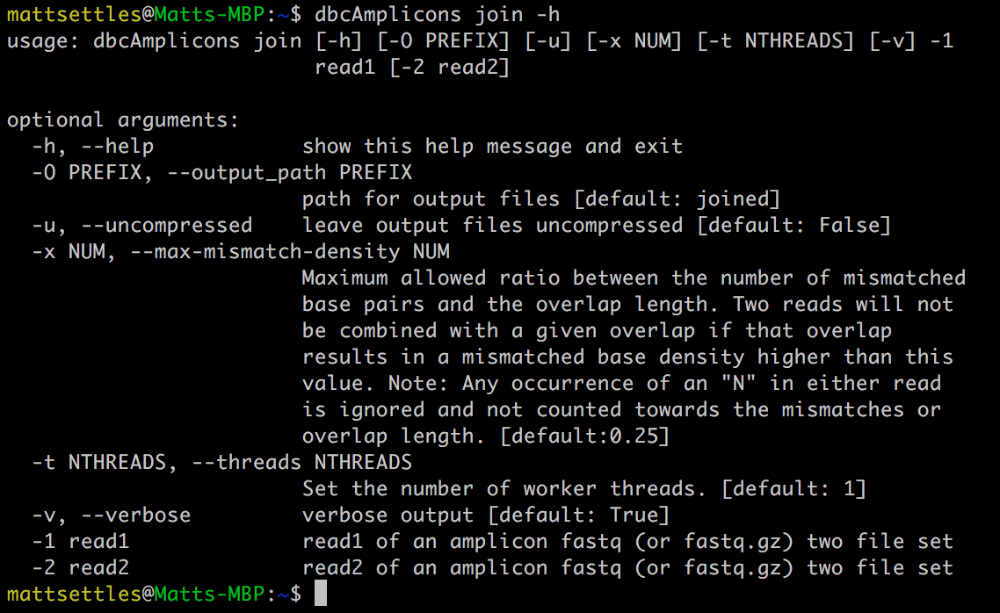 mattsettles@Matts-MBP:~$ dbcAmplicons join -h
usage: dbcAmplicons join [-h] [-O PREFIX] [-u] [-x NUM] [-t NTHREADS] [-v] -1
read1 [-2 read2]
optional arguments:
-h, --help show this help message and exit
-O PREFIX, --output_path PREFIX
path for output files [default: joined]
-u, --uncompressed leave output files uncompressed [default: False]
-x NUM, --max-mismatch-density NUM
Maximum allowed ratio between the number of mismatched
base pairs and the overlap length. Two reads will not
be combined with a given overlap if that overlap
results in a mismatched base density higher than this
value. Note: Any occurrence of an "N" in either read
is ignored and not counted towards the mismatches or
overlap length. [default:0.25]
-t NTHREADS, --threads NTHREADS
Set the number of worker threads. [default: 1]
-v, --verbose verbose output [default: True]
-1 read1 read1 of an amplicon fastq (or fastq.gz) two file set
-2 read2 read2 of an amplicon fastq (or fastq.gz) two file set
mattsettles@Matts-MBP:~$